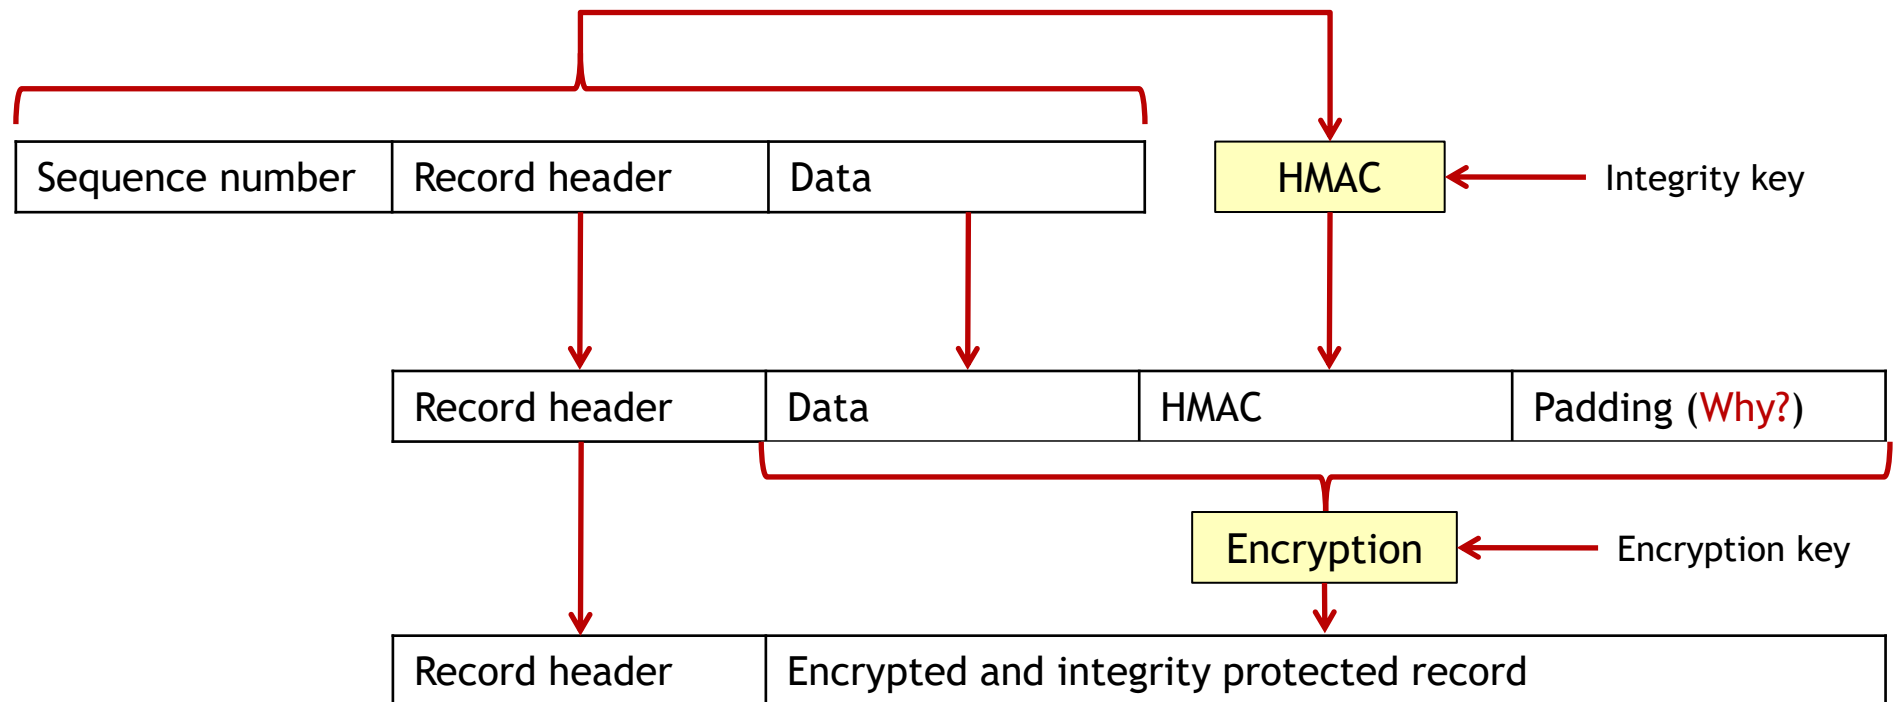 Sequence number Record header Data HMAC Integrity key
Record header Data HMAC Padding (Why?)
Encryption Encryption key
Record header Encrypted and integrity protected record